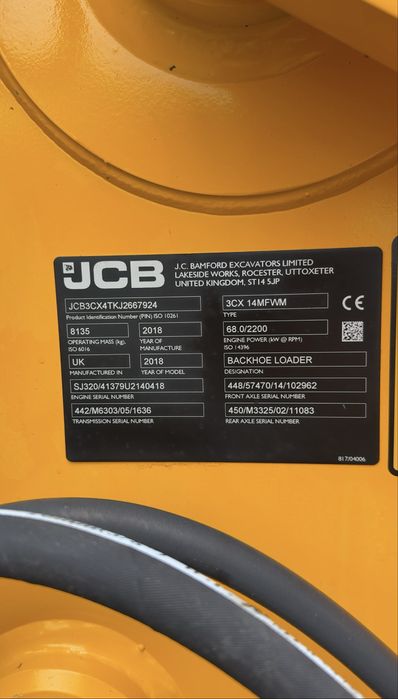 JCB
J.C. BAMFORD EXCAVATORS LIMITED
LAKESIDE WORKS, ROCESTER, UTTOXETER
UNITED KINGDOM, ST14 5JP
JCB3CX4TKJ2667924
Product Identification Number (PIN) ISO 10261
3CX 14MFWM
TYPE
CE
8135
OPERATING MASS (kg),
ISO 6016
2018
YEAR OF
MANUFACTURE
68.0/2200
ENGINE POWER (kW @ RPM)
ISO 14396
UK
MANUFACTURED IN
2018
YEAR OF MODEL
BACKHOE LOADER
DESIGNATION
SJ320/41379U2140418
ENGINE SERIAL NUMBER
448/57470/14/102962
FRONT AXLE SERIAL NUMBER
442/M6303/05/1636
TRANSMISSION SERIAL NUMBER
450/M3325/02/11083
REAR AXLE SERIAL NUMBER
817/04006